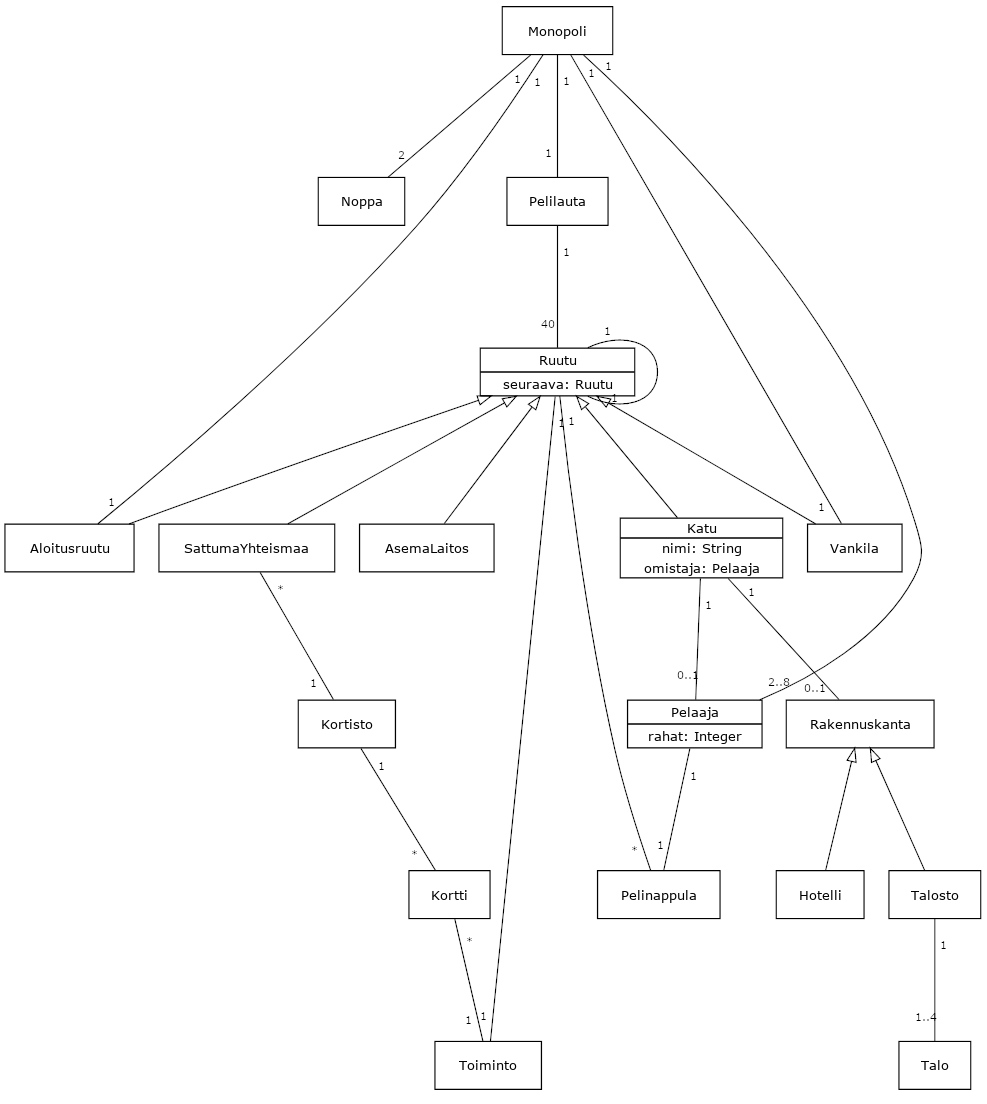 Monopoli
1 1 1 1 1
2 1
Noppa Pelilauta
1
40 1
Ruutu
seuraava: Ruutu
1
1 1
1 1
Aloitusruutu SattumaYhteismaa AsemaLaitos Katu Vankila
nimi: String
omistaja: Pelaaja
* 1 1
1 0..1 2..8 0..1
Kortisto Pelaaja Rakennuskanta
rahat: Integer
1 1
* * 1
Kortti Pelinappula Hotelli Talosto
* 1
1 1 1..4
Toiminto Talo